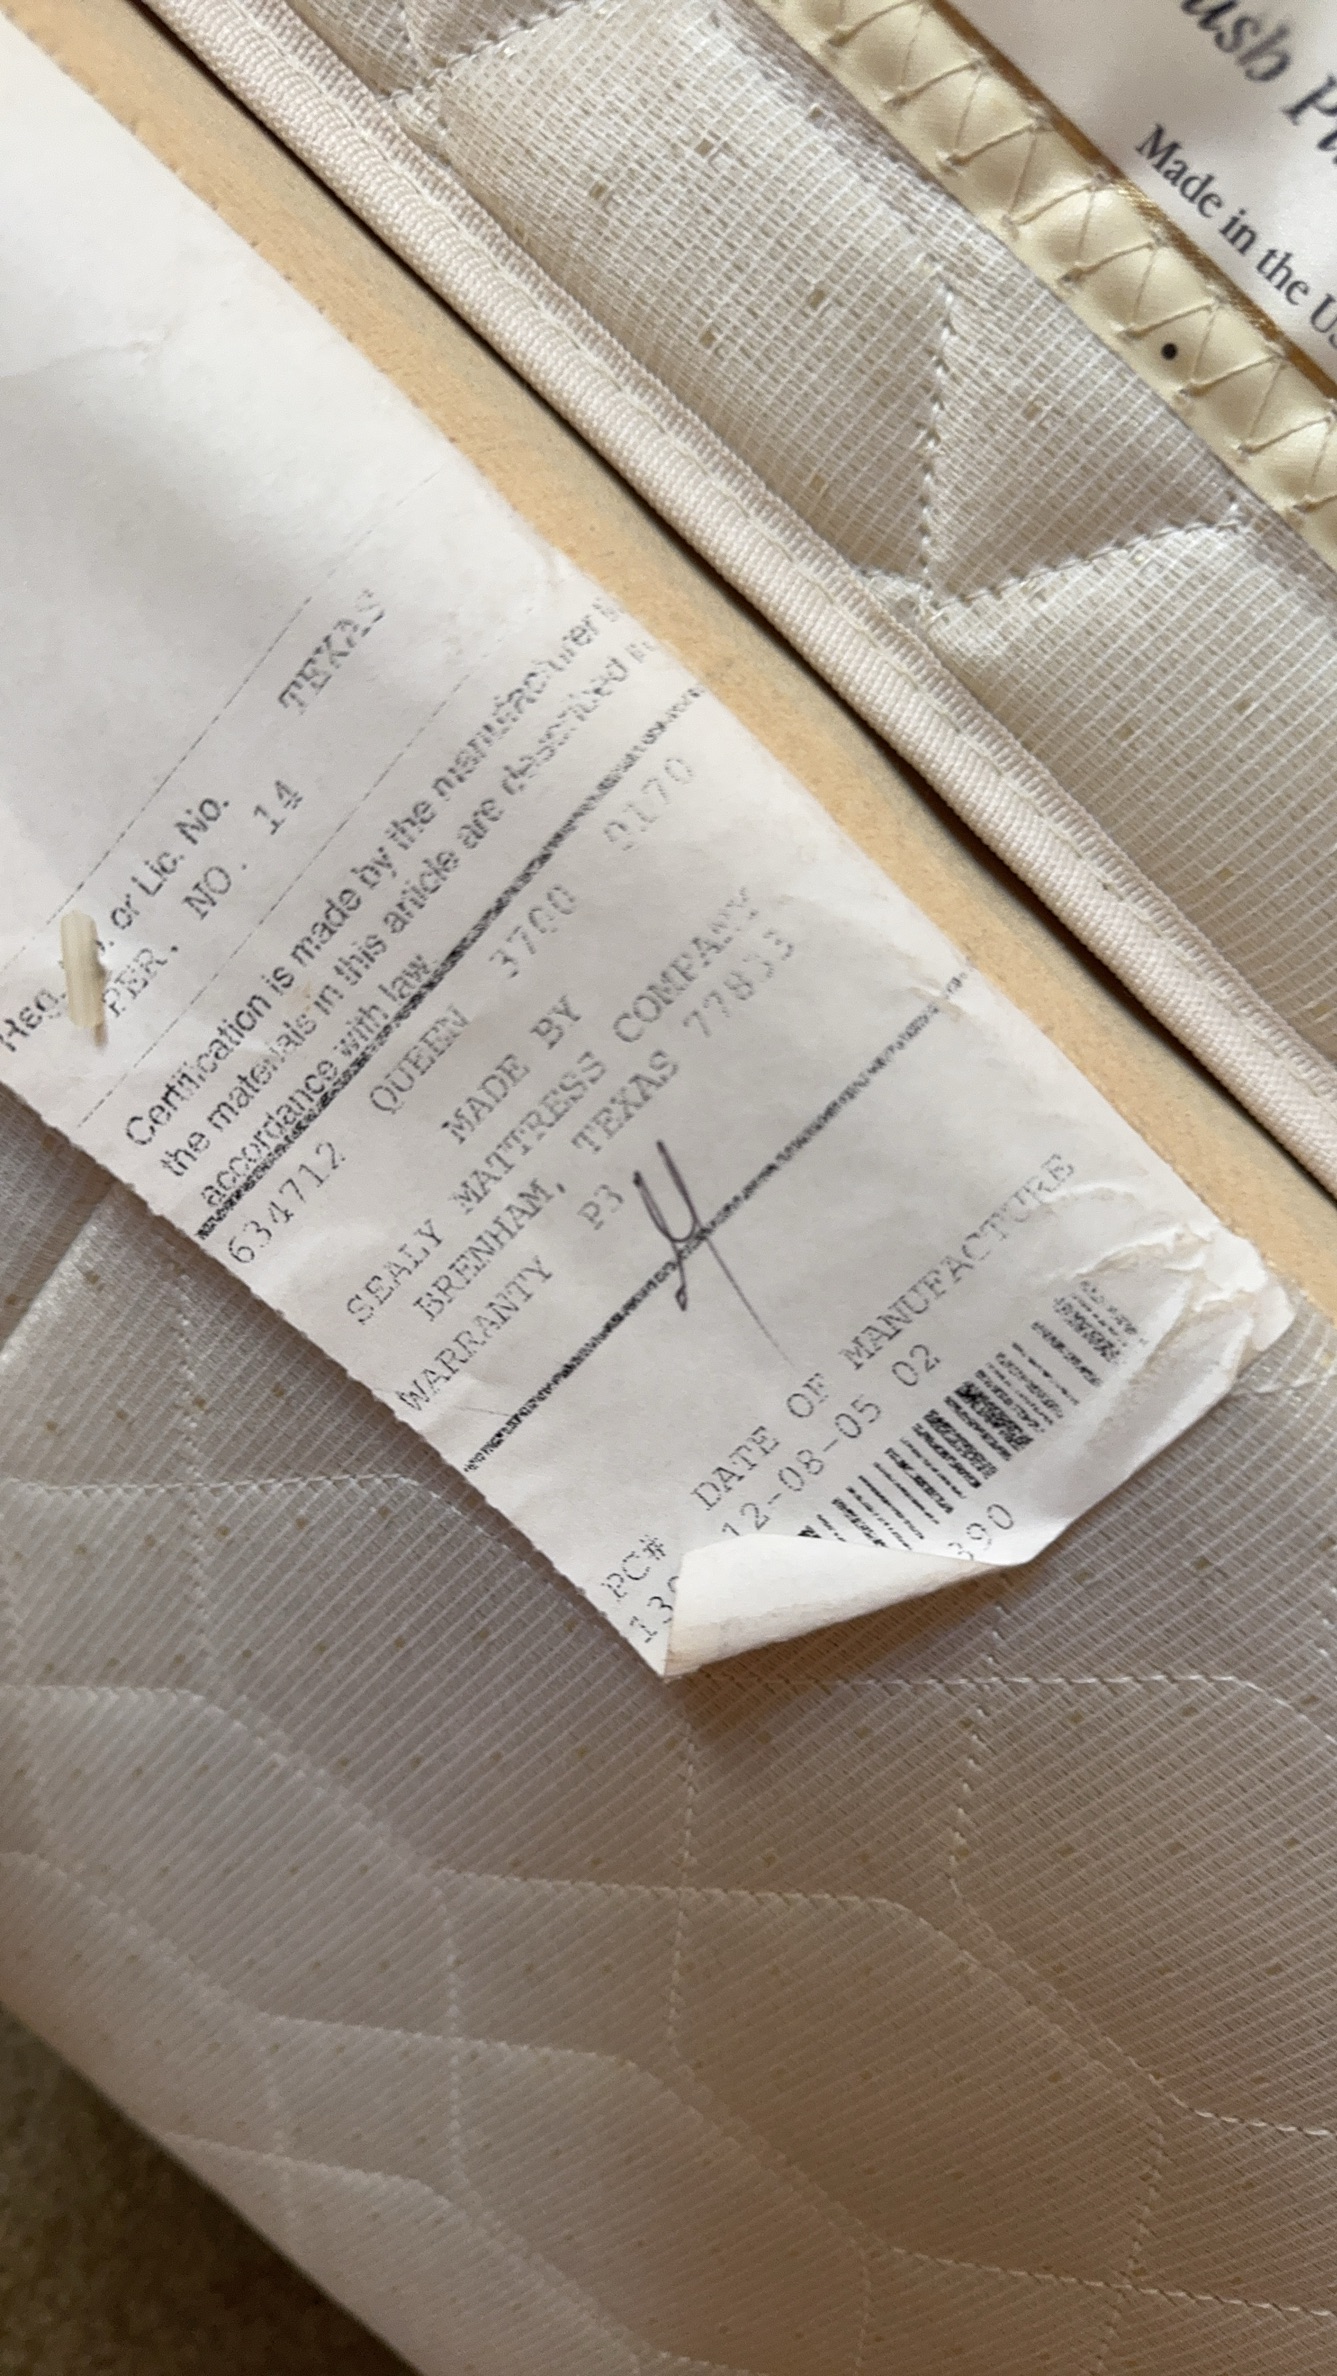 Made in the
Reg. or Lic. No.
PER. NO. 14 TEXAS
Certification is made by the manufacturer
the materials in this article are described
accordance with law
634712 QUEEN 3700 0170
MADE BY
SEALY MATTRESS COMPANY
BRENHAM, TEXAS 77833
WARRANTY P3
PC# DATE OF MANUFACTURE
12-08-05 02
390